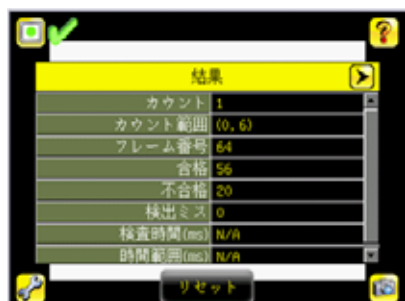 結果
カウント 1
カウント範囲 (0, 6)
フレーム番号 64
合格 56
不合格 20
検出ミス 0
検査時間(ms) N/A
時間範囲(ms) N/A
リセット